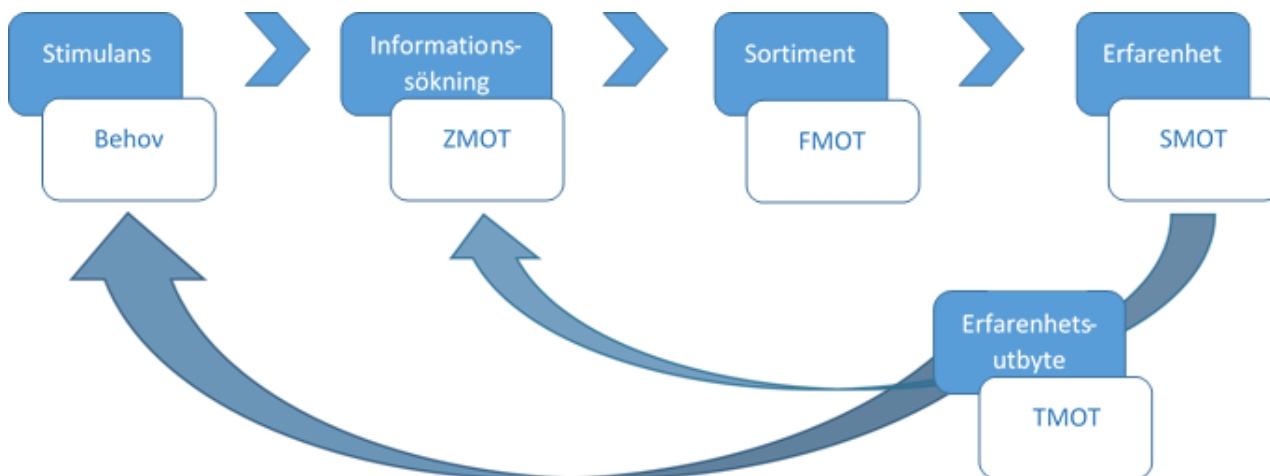 Stimulans
Behov
Informations-
sökning
ZMOT
Sortiment
FMOT
Erfarenhet
SMOT
Erfarenhets-
utbyte
TMOT